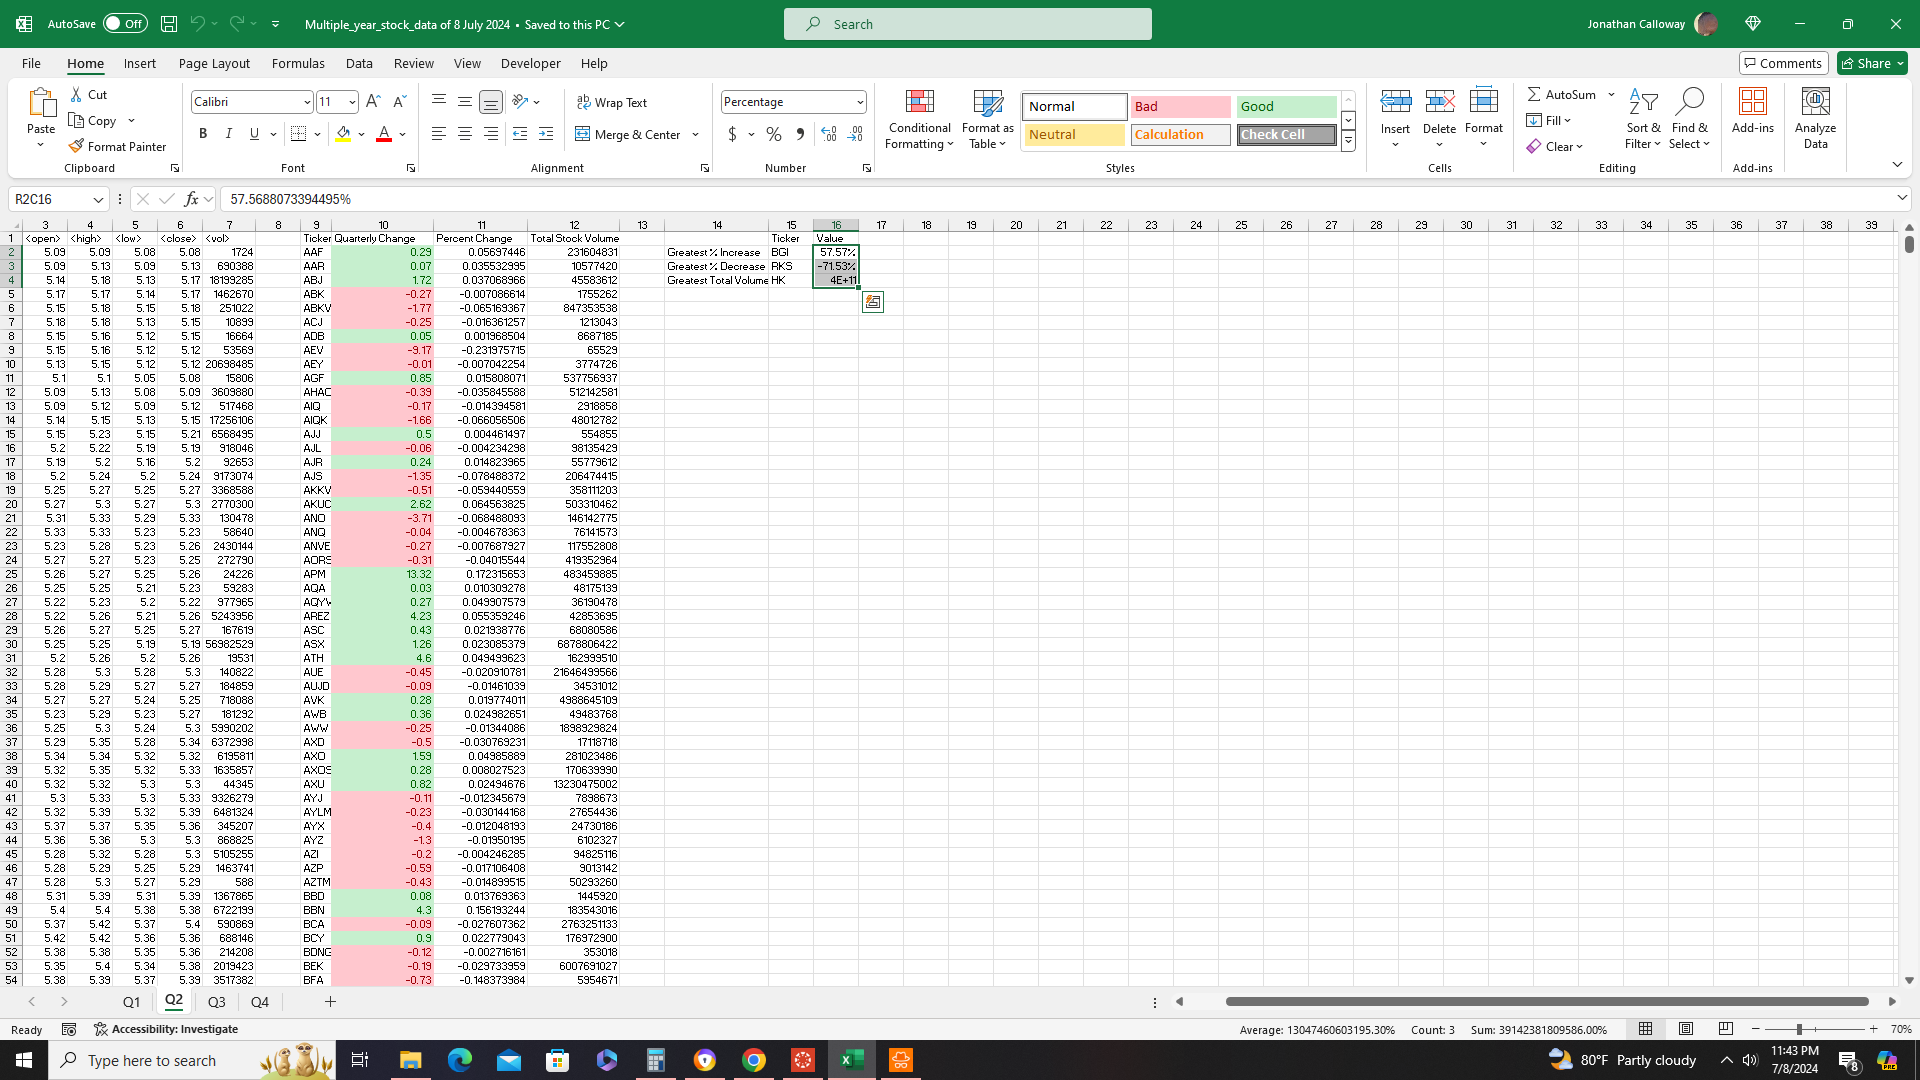 AutoSave Off Multiple_year_stock_data of 8 July 2024 • Saved to this PC Search Jonathan Calloway
File Home Insert Draw Page Layout Formulas Data Review View Developer Help Comments Share
Cut Calibri 11 Wrap Text Percentage Normal Bad Good AutoSum
Paste Copy Conditional Formatting Format as Table Insert Delete Format Fill Sort & Filter Find & Select Add-ins Analyze Data
Format Painter B I U Merge & Center $ % , Neutral Calculation Check Cell Clear
Clipboard Font Alignment Number Styles Cells Editing Add-ins
R2C16 fx 57.5688073394495%
3 4 5 6 7 8 9 10 11 12 13 14 15 16 17 18 19 20 21 22 23 24 25 26 27 28 29 30 31 32 33 34 35 36 37 38 39
1 <open> <high> <low> <close> <vol> Ticker Quarterly Change Percent Change Total Stock Volume Ticker Value
2 5.09 5.09 5.08 5.08 1724 AAF 0.29 0.05697446 231604831 Greatest % Increase BGI 57.57%
3 5.09 5.13 5.09 5.13 690388 AAR 0.07 0.035532995 10577420 Greatest % Decrease RKS -71.53%
4 5.14 5.18 5.13 5.17 18199285 ABJ 1.72 0.037068966 45583612 Greatest Total Volume HK 4E+11
5 5.17 5.17 5.14 5.17 1462670 ABK -0.27 -0.007086614 1755262
6 5.15 5.18 5.15 5.18 251022 ABKV -1.77 -0.065169367 847353536
7 5.18 5.18 5.13 5.15 10899 ACJ -0.25 -0.016361257 1213043
8 5.15 5.16 5.12 5.15 16664 ADB 0.05 0.001968504 8687185
9 5.15 5.16 5.12 5.12 53569 AEV -9.17 -0.231975715 65529
10 5.13 5.15 5.12 5.12 20698485 AEY -0.01 -0.007042254 3774726
11 5.1 5.1 5.05 5.08 15806 AGF 0.85 0.015808071 537756937
12 5.09 5.13 5.08 5.09 3609880 AHAC -0.39 -0.035845588 512142581
13 5.09 5.12 5.09 5.12 517468 AIQ -0.17 -0.014394581 2918858
14 5.14 5.15 5.13 5.15 17256106 AIQK -1.66 -0.066056506 48012782
15 5.15 5.23 5.15 5.21 6568495 AJJ 0.5 0.004461497 554855
16 5.2 5.22 5.19 5.19 918046 AJL -0.06 -0.004234298 98135429
17 5.19 5.2 5.16 5.2 92653 AJR 0.24 0.014823965 55779612
18 5.2 5.24 5.2 5.24 9173074 AJS -1.35 -0.078488372 206474415
19 5.25 5.27 5.25 5.27 3368588 AKKV -0.51 -0.059440559 358111203
20 5.27 5.3 5.27 5.3 2770300 AKUC 2.62 0.064563825 503310462
21 5.31 5.33 5.29 5.33 130478 ANO -3.71 -0.068488093 146142775
22 5.33 5.33 5.23 5.23 58640 ANQ -0.04 -0.004678363 76141573
23 5.23 5.28 5.23 5.26 2430144 ANVE -0.27 -0.007687927 117552808
24 5.27 5.27 5.23 5.25 272790 AORS -0.31 -0.04015544 419352964
25 5.26 5.27 5.25 5.26 24226 APM 13.32 0.172315653 483459885
26 5.25 5.25 5.21 5.23 59283 AQA 0.03 0.010309278 48175139
27 5.22 5.23 5.2 5.22 977965 AQYV 0.27 0.049907579 36190478
28 5.22 5.26 5.21 5.26 5243956 AREZ 4.23 0.055359246 42853695
29 5.26 5.27 5.25 5.27 167619 ASC 0.43 0.021938776 68080586
30 5.25 5.25 5.19 5.19 56982529 ASX 1.26 0.023085379 6878806422
31 5.2 5.26 5.2 5.26 19531 ATH 4.6 0.049499623 162999510
32 5.28 5.3 5.28 5.3 140822 AUE -0.45 -0.020910781 21646499566
33 5.28 5.29 5.27 5.27 184859 AUJD -0.09 -0.01461039 34531012
34 5.27 5.27 5.24 5.25 718088 AVK 0.28 0.019774011 4988645109
35 5.23 5.29 5.23 5.27 181292 AWB 0.36 0.024982651 49483768
36 5.25 5.3 5.24 5.3 5990202 AWW -0.25 -0.01344086 1898929824
37 5.29 5.35 5.28 5.34 6372998 AXD -0.5 -0.030769231 17118718
38 5.34 5.34 5.32 5.32 6195811 AXO 1.59 0.04985889 281023486
39 5.32 5.35 5.32 5.33 1635857 AXOS 0.28 0.008027523 170639990
40 5.32 5.32 5.3 5.3 44345 AXU 0.82 0.02494676 13230475002
41 5.3 5.33 5.3 5.33 9326279 AYJ -0.11 -0.012345679 7898673
42 5.32 5.39 5.32 5.39 6481324 AYLM -0.23 -0.030144168 27654436
43 5.37 5.37 5.35 5.36 345207 AYX -0.4 -0.012048193 24730186
44 5.36 5.36 5.3 5.3 868825 AYZ -1.3 -0.01950195 6102327
45 5.28 5.32 5.28 5.3 5105255 AZI -0.2 -0.004246285 94825116
46 5.28 5.29 5.25 5.29 1463741 AZP -0.59 -0.017106408 9013142
47 5.28 5.3 5.27 5.29 588 AZTM -0.43 -0.014899515 50293260
48 5.31 5.39 5.31 5.39 1367865 BBD 0.08 0.013769363 1445920
49 5.4 5.4 5.38 5.38 6722199 BBN 4.3 0.156193244 183543016
50 5.37 5.42 5.37 5.4 590869 BCA -0.09 -0.027607362 2763251133
51 5.42 5.42 5.36 5.36 688146 BCY 0.9 0.022779043 176972900
52 5.38 5.38 5.35 5.36 214208 BDNG -0.12 -0.002716161 353018
53 5.35 5.4 5.34 5.38 2019423 BEK -0.19 -0.029733959 6007691027
54 5.38 5.39 5.37 5.39 3517382 BFA -0.73 -0.148373984 5954671
Q1 Q2 Q3 Q4 +
Ready Accessibility: Investigate Average: 13047460603195.30% Count: 3 Sum: 39142381809586.00% 70%
Type here to search 80°F Partly cloudy 11:43 PM
7/8/2024 8